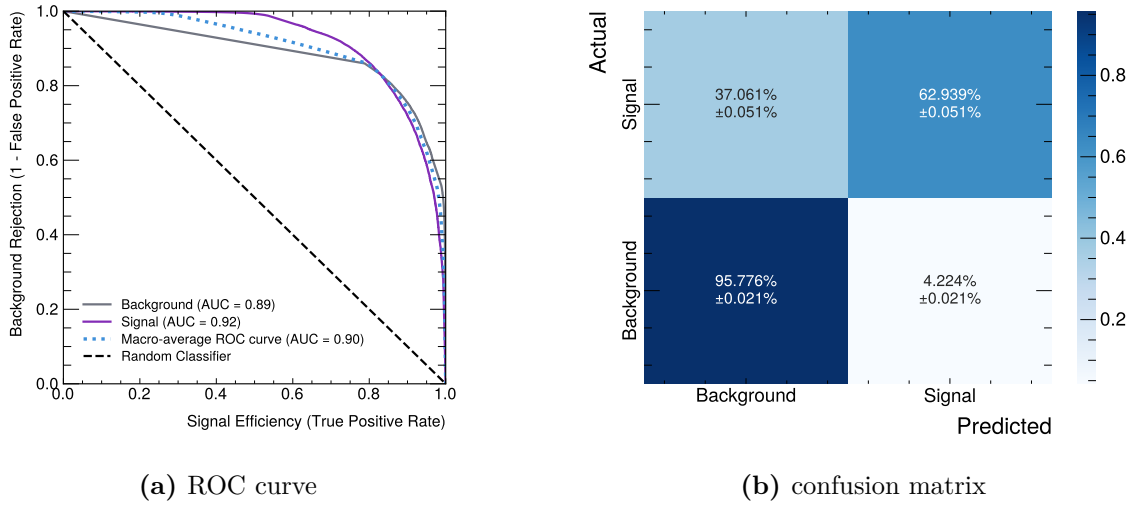 Background Rejection (1 - False Positive Rate)
1.0
0.8
0.6
0.4
0.2
0.0
Background (AUC = 0.89)
Signal (AUC = 0.92)
Macro-average ROC curve (AUC = 0.90)
Random Classifier
0.0 0.2 0.4 0.6 0.8 1.0
Signal Efficiency (True Positive Rate)
(a) ROC curve
Actual
Signal
Background
37.061%
±0.051%
62.939%
±0.051%
95.776%
±0.021%
4.224%
±0.021%
Background Signal
Predicted
0.8
0.6
0.4
0.2
(b) confusion matrix